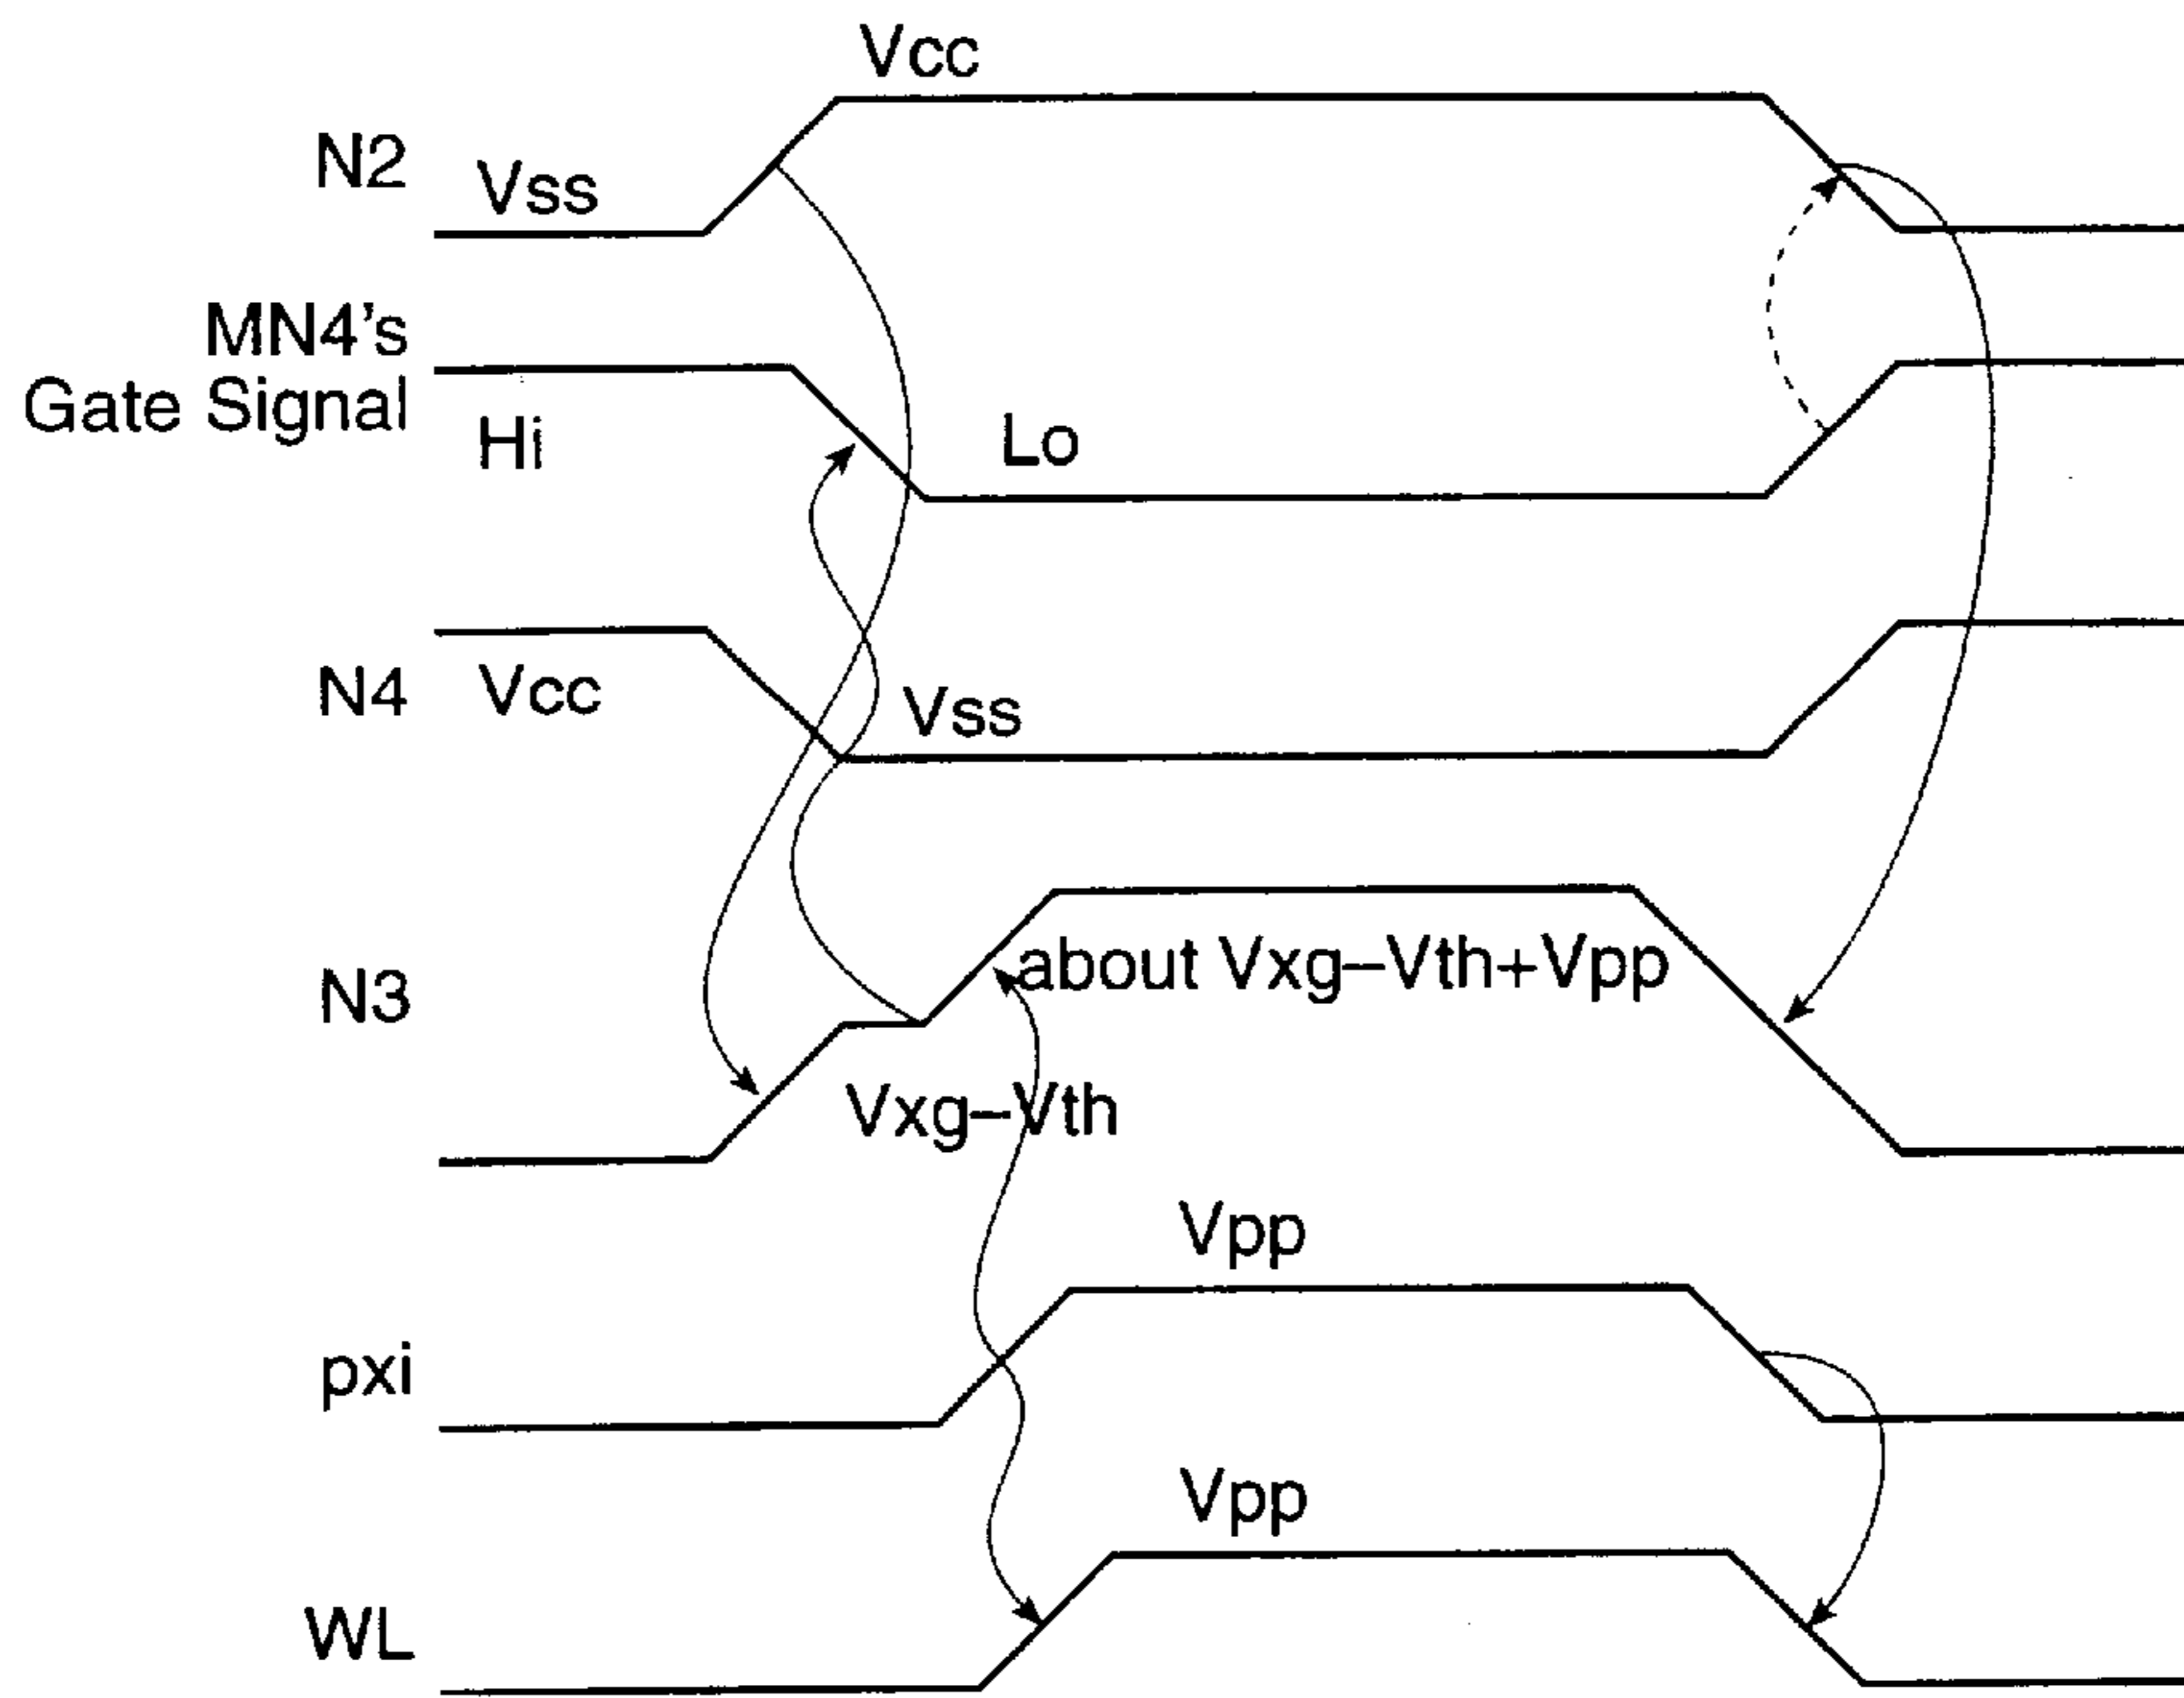 Vcc
N2
Vss
MN4's
Gate Signal
Hi
Lo
N4
Vcc
Vss
N3
about Vxg–Vth+Vpp
Vxg–Vth
Vpp
pxi
Vpp
WL